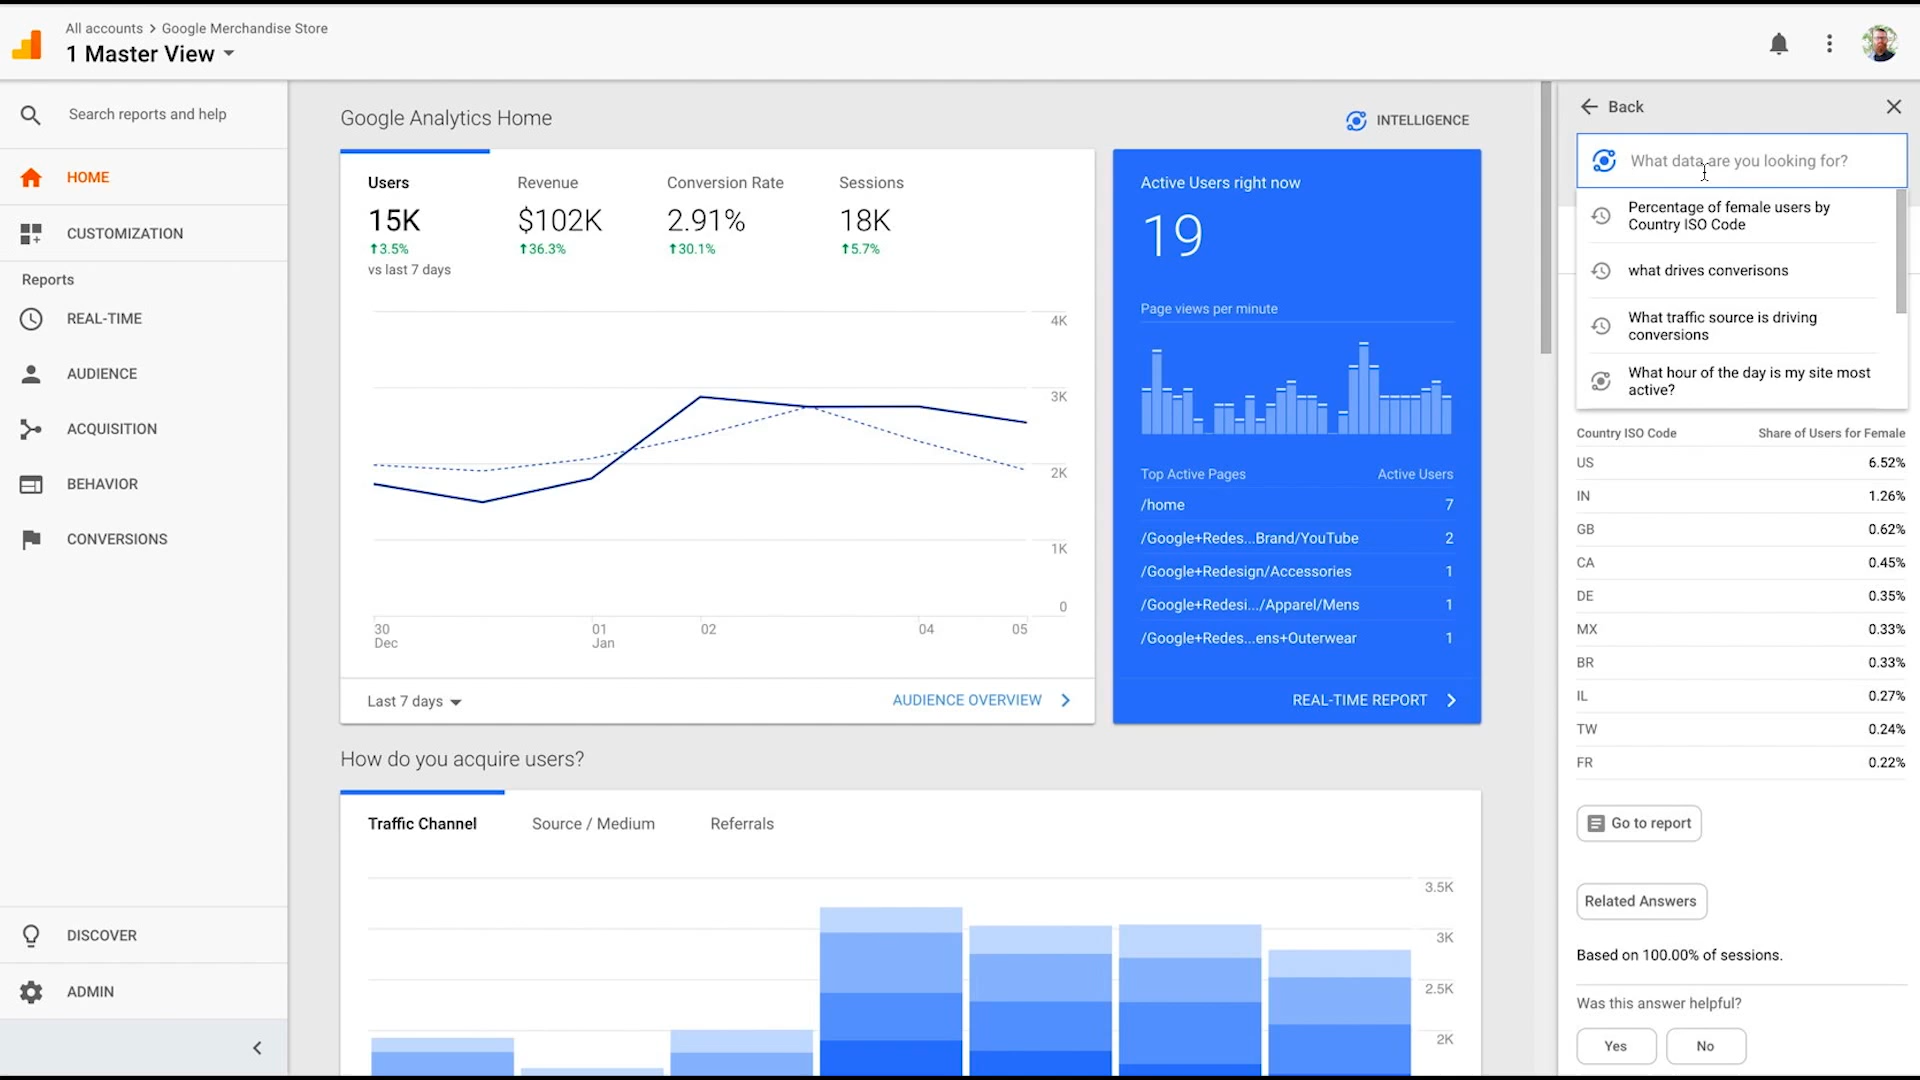 All accounts > Google Merchandise Store
1 Master View
Search reports and help
HOME
CUSTOMIZATION
Reports
REAL-TIME
AUDIENCE
ACQUISITION
BEHAVIOR
CONVERSIONS
DISCOVER
ADMIN
Google Analytics Home
INTELLIGENCE
Users
15K
3.5%
vs last 7 days
Revenue
$102K
36.3%
Conversion Rate
2.91%
30.1%
Sessions
18K
5.7%
4K
3K
2K
1K
0
30
Dec
01
Jan
02
04
05
Last 7 days
AUDIENCE OVERVIEW
Active Users right now
19
Page views per minute
Top Active Pages Active Users
/home 7
/Google+Redes...Brand/YouTube 2
/Google+Redesign/Accessories 1
/Google+Redesi.../Apparel/Mens 1
/Google+Redes...ens+Outerwear 1
REAL-TIME REPORT
How do you acquire users?
Traffic Channel
Source / Medium
Referrals
3.5K
3K
2.5K
2K
Back
What data are you looking for?
Percentage of female users by
Country ISO Code
what drives converisons
What traffic source is driving
conversions
What hour of the day is my site most
active?
Country ISO Code Share of Users for Female
US 6.52%
IN 1.26%
GB 0.62%
CA 0.45%
DE 0.35%
MX 0.33%
BR 0.33%
IL 0.27%
TW 0.24%
FR 0.22%
Go to report
Related Answers
Based on 100.00% of sessions.
Was this answer helpful?
Yes
No